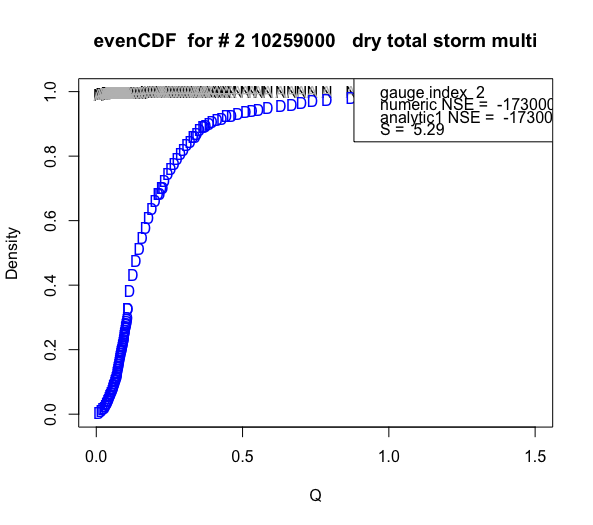 evenCDF for # 2 10259000 dry total storm multi
gauge index 2
numeric NSE = -173000
analytic1 NSE = -17300
S = 5.29
Density
0.0
0.2
0.4
0.6
0.8
1.0
0.0 0.5 1.0 1.5
Q